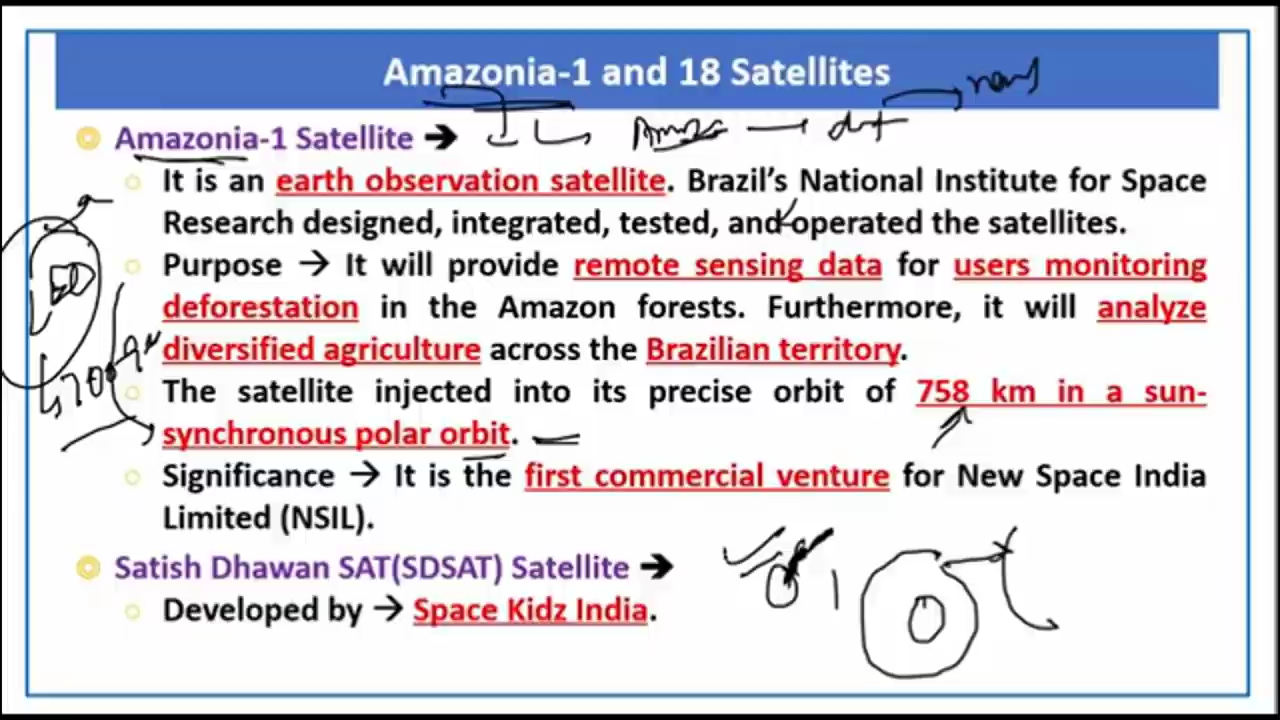 Amazonia-1 and 18 Satellites
Amazonia-1 Satellite →
It is an earth observation satellite. Brazil's National Institute for Space
Research designed, integrated, tested, and operated the satellites.
Purpose → It will provide remote sensing data for users monitoring
deforestation in the Amazon forests. Furthermore, it will analyze
diversified agriculture across the Brazilian territory.
The satellite injected into its precise orbit of 758 km in a sun-
synchronous polar orbit.
Significance → It is the first commercial venture for New Space India
Limited (NSIL).
Satish Dhawan SAT(SDSAT) Satellite →
Developed by → Space Kidz India.